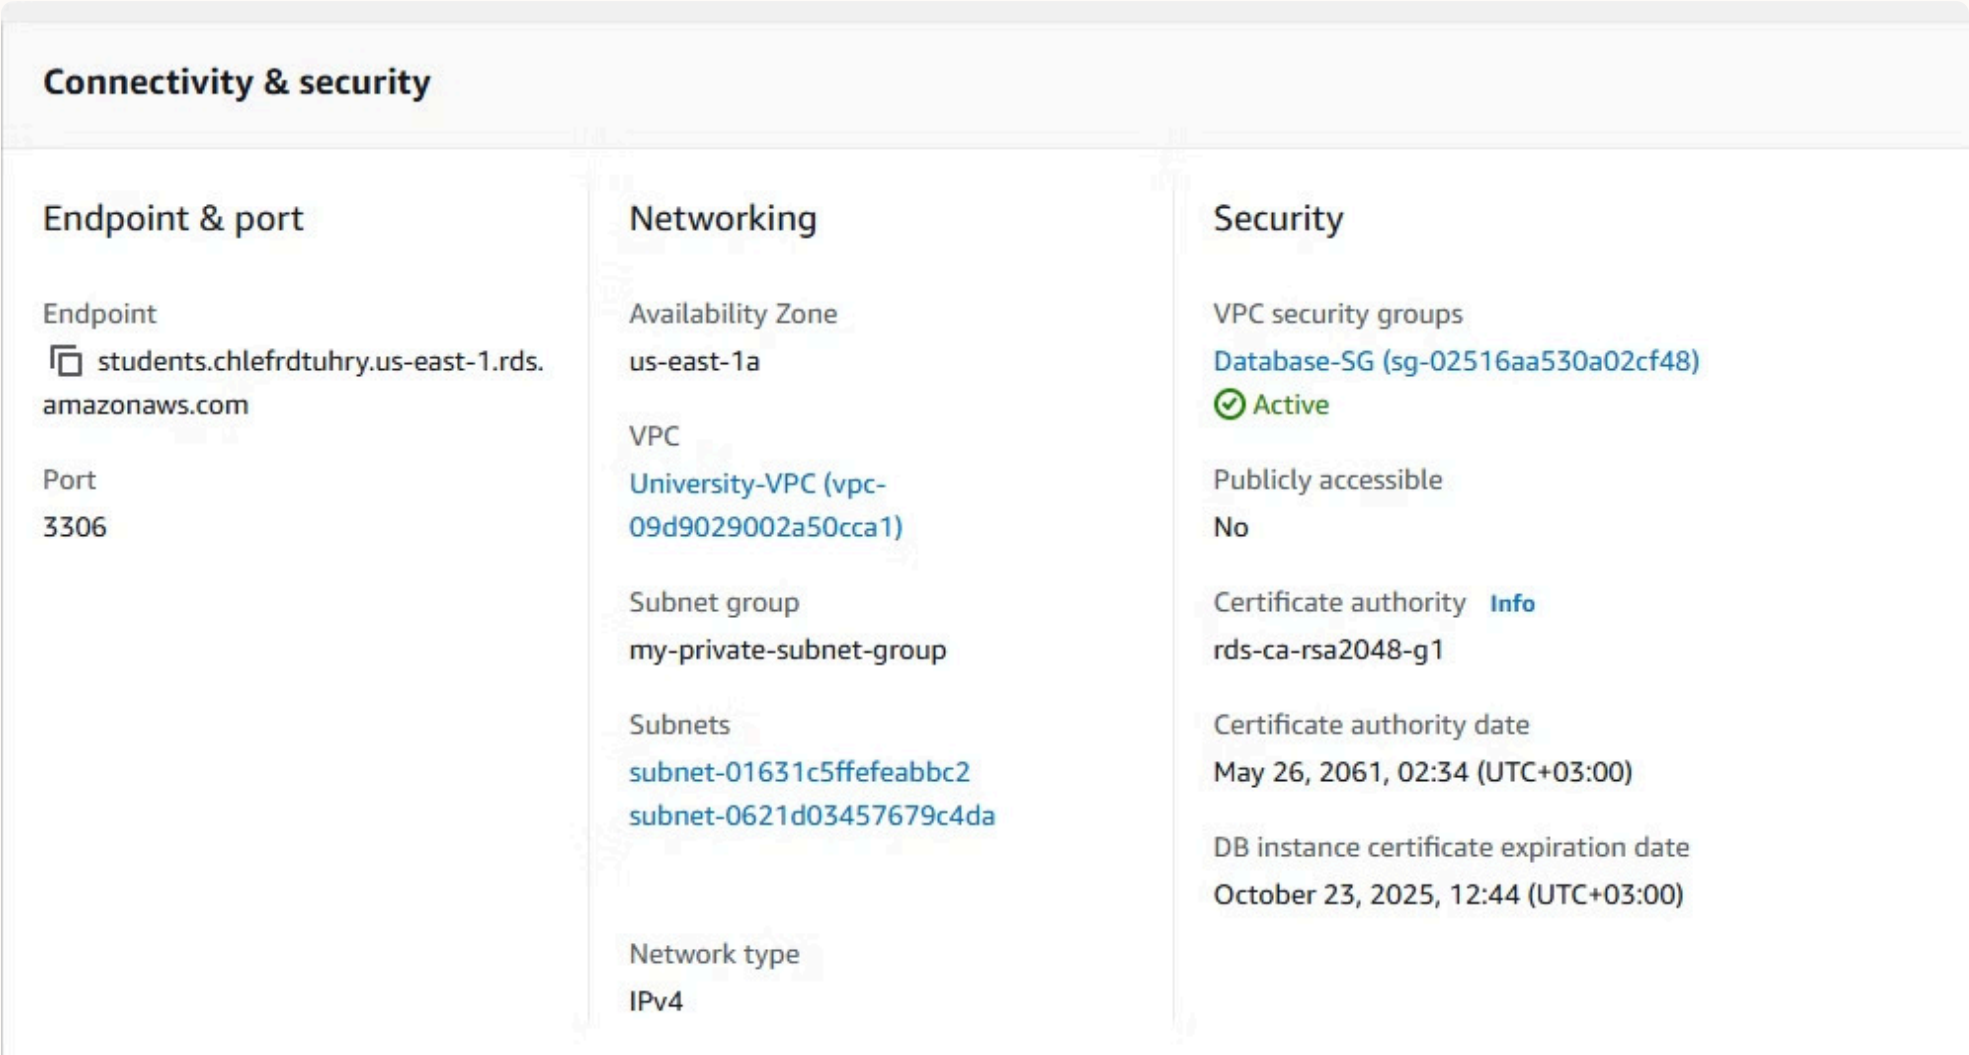 Connectivity & security
Endpoint & port
Endpoint
students.chlefrdtuhry.us-east-1.rds.
amazonaws.com
Port
3306
Networking
Availability Zone
us-east-1a
VPC
University-VPC (vpc-
09d9029002a50cca1)
Subnet group
my-private-subnet-group
Subnets
subnet-01631c5ffefeabbc2
subnet-0621d03457679c4da
Network type
IPv4
Security
VPC security groups
Database-SG (sg-02516aa530a02cf48)
Active
Publicly accessible
No
Certificate authority Info
rds-ca-rsa2048-g1
Certificate authority date
May 26, 2061, 02:34 (UTC+03:00)
DB instance certificate expiration date
October 23, 2025, 12:44 (UTC+03:00)